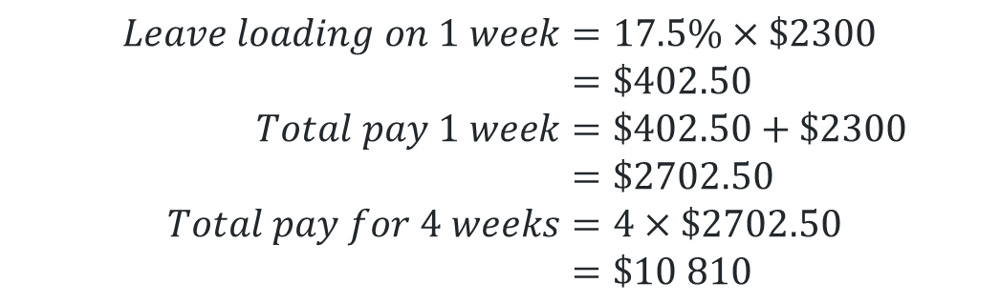 Leave loading on 1 week = 17.5% × $2300
= $402.50
Total pay 1 week = $402.50 + $2300
= $2702.50
Total pay for 4 weeks = 4 × $2702.50
= $10 810